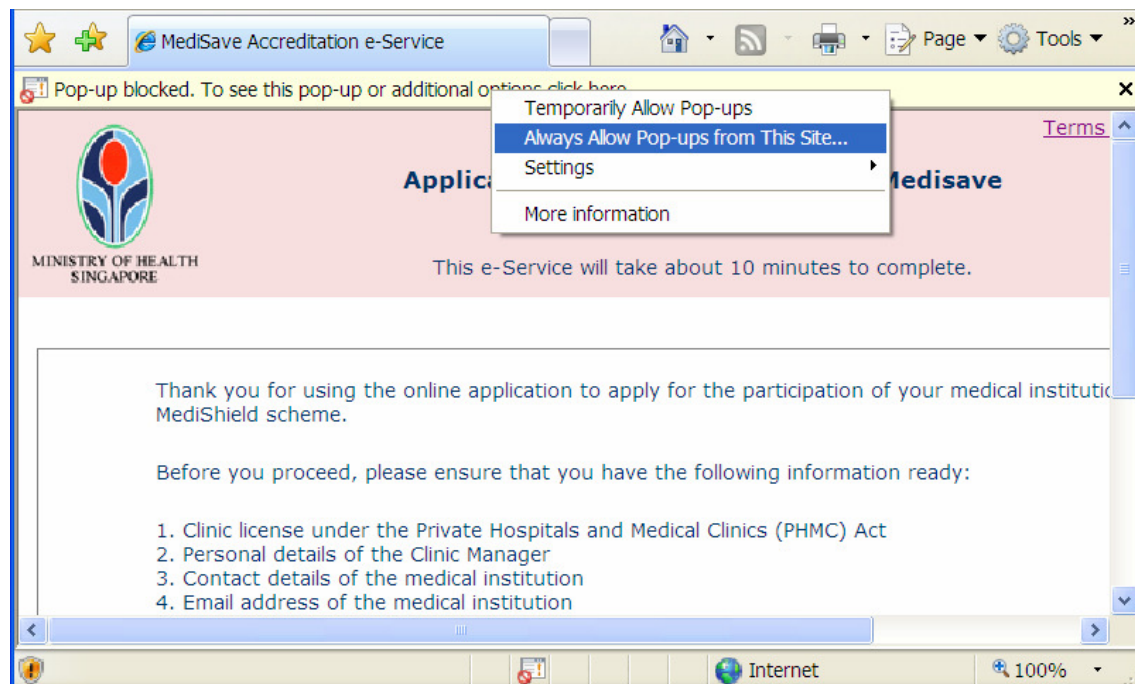 MediSave Accreditation e-Service
Page
Tools
»
Pop-up blocked. To see this pop-up or additional options click here
Temporarily Allow Pop-ups
Always Allow Pop-ups from This Site...
Settings
More information
Terms
Applic
Medisave
MINISTRY OF HEALTH
SINGAPORE
This e-Service will take about 10 minutes to complete.
Thank you for using the online application to apply for the participation of your medical institutio
MediShield scheme.
Before you proceed, please ensure that you have the following information ready:
1. Clinic license under the Private Hospitals and Medical Clinics (PHMC) Act
2. Personal details of the Clinic Manager
3. Contact details of the medical institution
4. Email address of the medical institution
Internet
100%